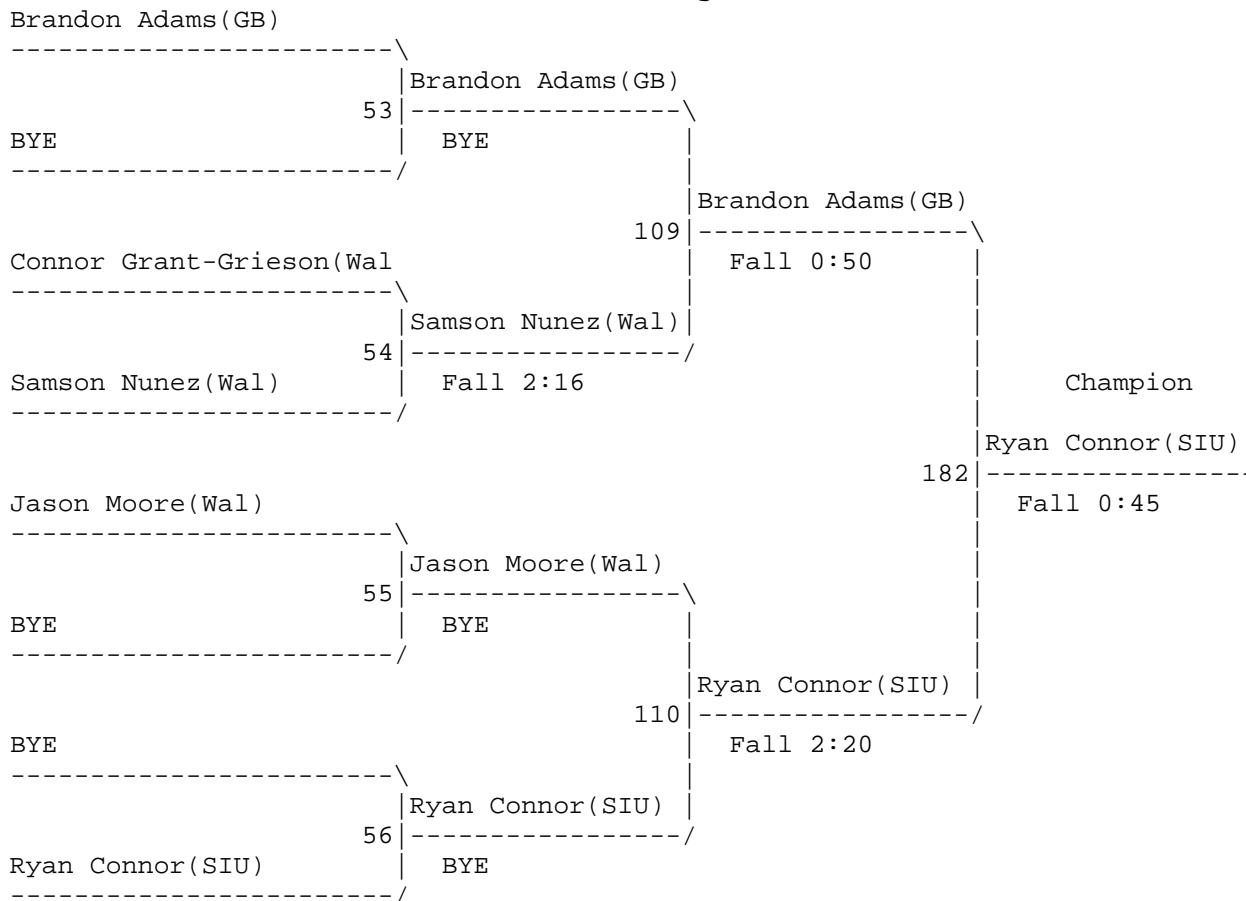 Brandon Adams(GB)
------------------------\
|Brandon Adams(GB)
53|-----------------\
BYE | BYE |
------------------------/ |
|Brandon Adams(GB)
109|-----------------\
Connor Grant-Grieson(Wal | Fall 0:50 |
------------------------\ | |
|Samson Nunez(Wal)| |
54|-----------------/ |
Samson Nunez(Wal) | Fall 2:16 | Champion
------------------------/ |
|Ryan Connor(SIU)
182|-----------------
Jason Moore(Wal) | Fall 0:45
------------------------\ |
|Jason Moore(Wal) |
55|-----------------\ |
BYE | BYE | |
------------------------/ | |
|Ryan Connor(SIU) |
110|-----------------/
BYE | Fall 2:20
------------------------\ |
|Ryan Connor(SIU) |
56|-----------------/
Ryan Connor(SIU) | BYE
------------------------/